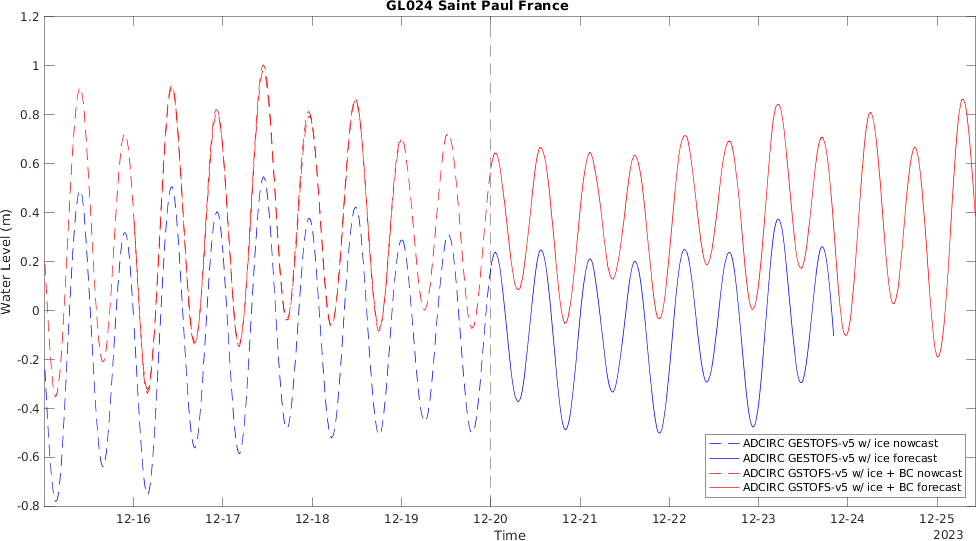 GL024 Saint Paul France
1.2
1
0.8
0.6
0.4
0.2
0
-0.2
-0.4
-0.6
-0.8
Water Level (m)
ADCIRC GESTOFS-v5 w/ ice nowcast
ADCIRC GESTOFS-v5 w/ ice forecast
ADCIRC GSTOFS-v5 w/ ice + BC nowcast
ADCIRC GSTOFS-v5 w/ ice + BC forecast
12-16 12-17 12-18 12-19 12-20 12-21 12-22 12-23 12-24 12-25
Time
2023